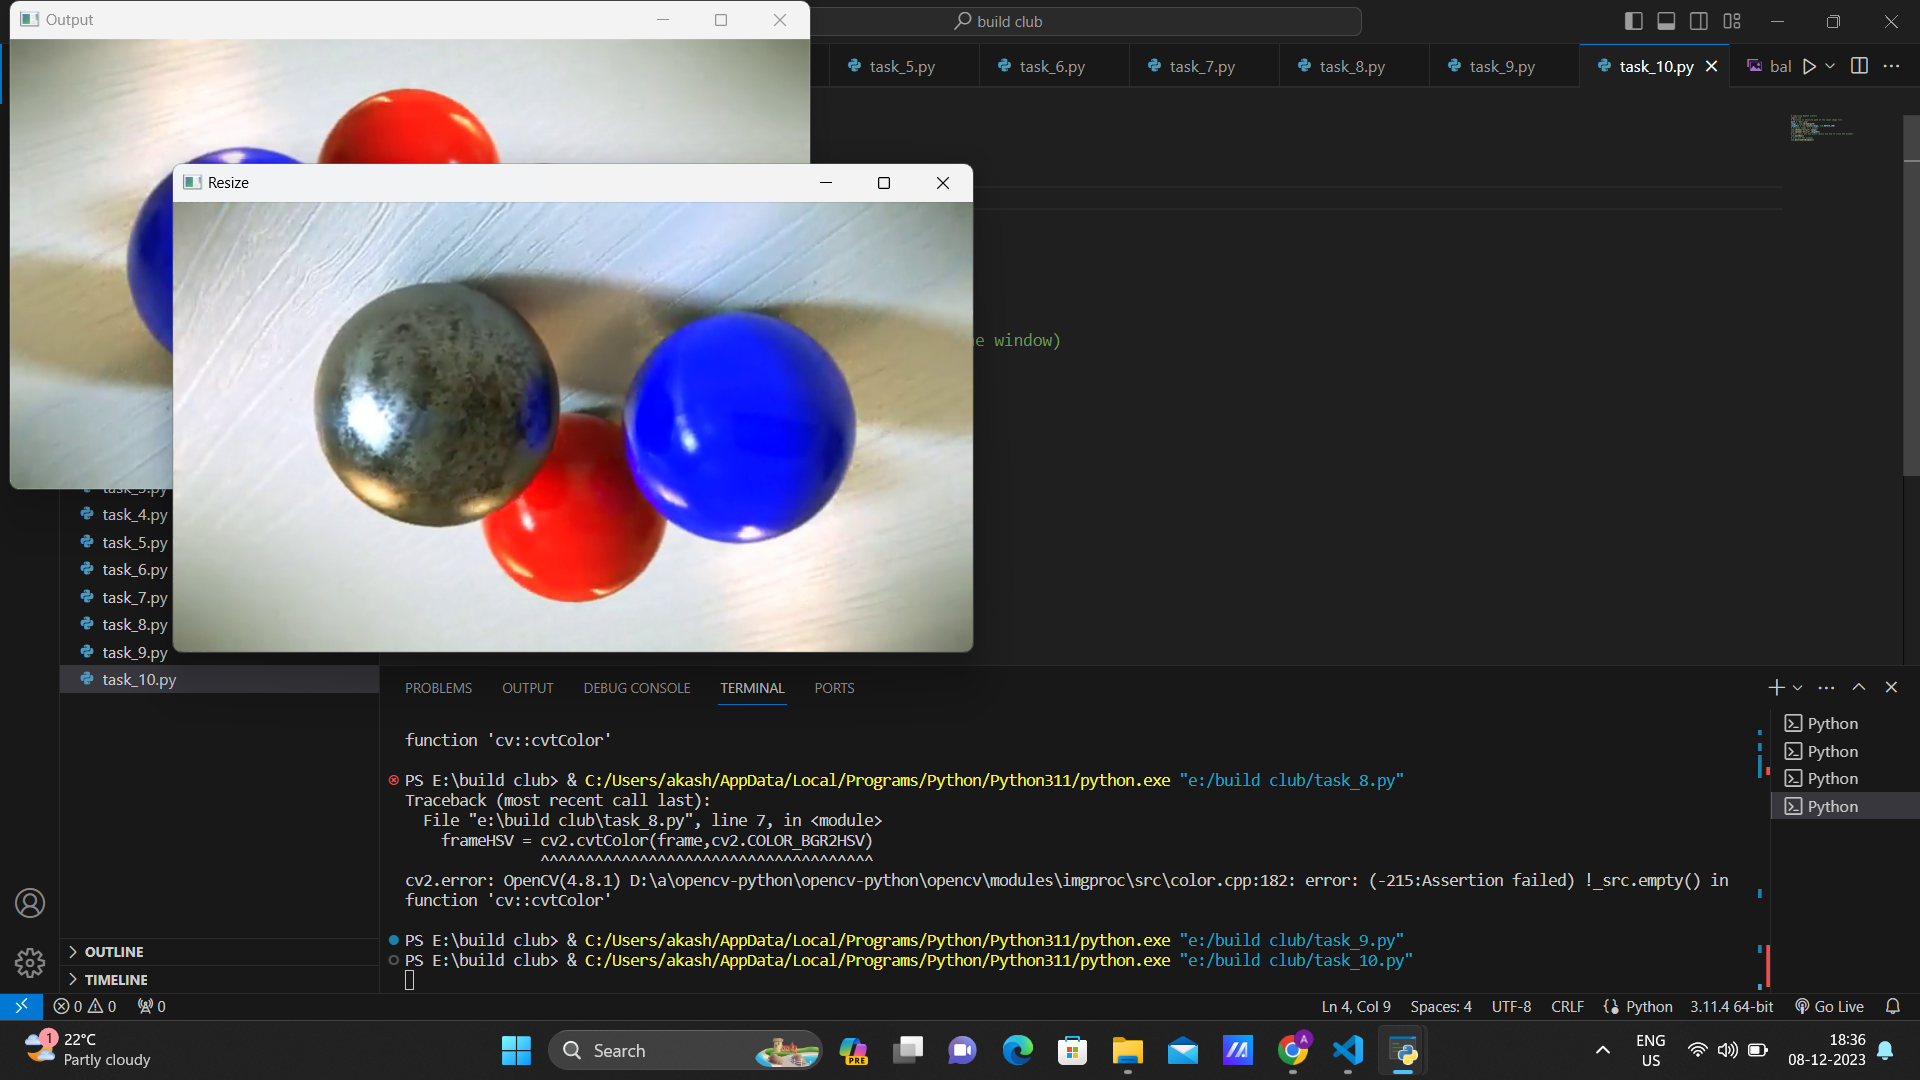 Output
build club
task_5.py
task_6.py
task_7.py
task_8.py
task_9.py
task_10.py
bal
Resize
e window)
task_3.py
task_4.py
task_5.py
task_6.py
task_7.py
task_8.py
task_9.py
task_10.py
OUTLINE
TIMELINE
PROBLEMS
OUTPUT
DEBUG CONSOLE
TERMINAL
PORTS
function 'cv::cvtColor'
PS E:\build club> & C:/Users/akash/AppData/Local/Programs/Python/Python311/python.exe "e:/build club/task_8.py"
Traceback (most recent call last):
File "e:\build club\task_8.py", line 7, in <module>
frameHSV = cv2.cvtColor(frame,cv2.COLOR_BGR2HSV)
^^^^^^^^^^^^^^^^^^^^^^^^^^^^^^^^^^^^^
cv2.error: OpenCV(4.8.1) D:\a\opencv-python\opencv-python\opencv\modules\imgproc\src\color.cpp:182: error: (-215:Assertion failed) !_src.empty() in
function 'cv::cvtColor'
PS E:\build club> & C:/Users/akash/AppData/Local/Programs/Python/Python311/python.exe "e:/build club/task_9.py"
PS E:\build club> & C:/Users/akash/AppData/Local/Programs/Python/Python311/python.exe "e:/build club/task_10.py"
Python
Python
Python
Python
0 0 0
Ln 4, Col 9
Spaces: 4
UTF-8
CRLF
Python
3.11.4 64-bit
Go Live
1
22°C
Partly cloudy
Search
PRE
A
ENG
US
18:36
08-12-2023